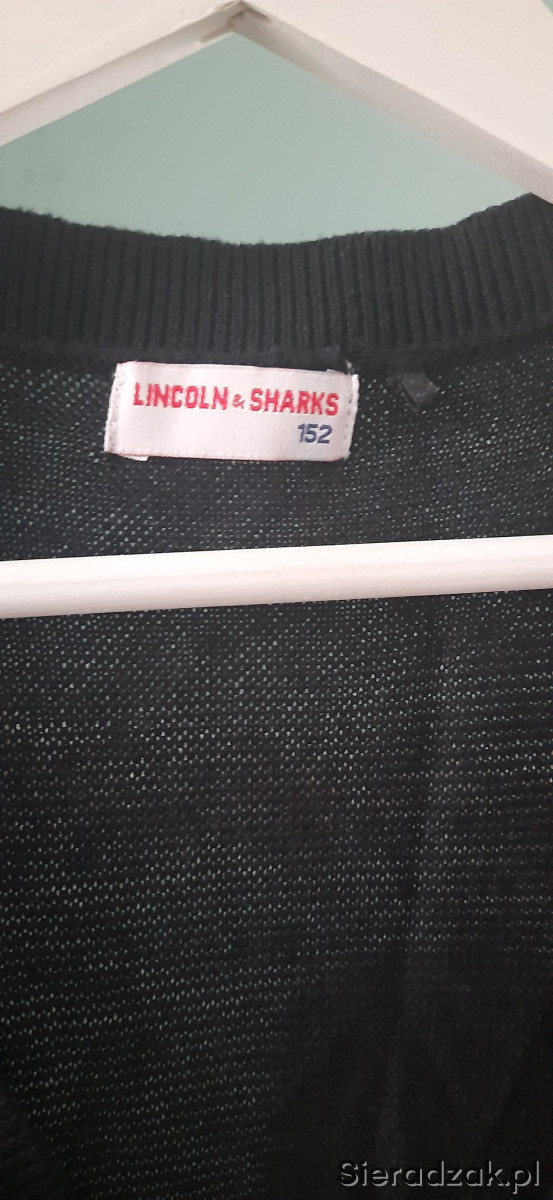 LINCOLN & SHARKS
152
Sieradzak.pl